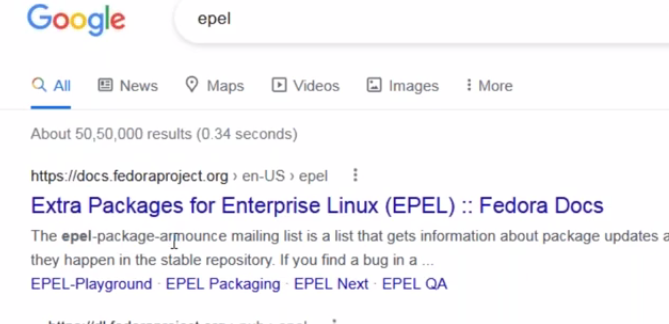 Google
epel
All News Maps Videos Images More
About 50,50,000 results (0.34 seconds)
https://docs.fedoraproject.org › en-US › epel
Extra Packages for Enterprise Linux (EPEL) :: Fedora Docs
The epel-package-announce mailing list is a list that gets information about package updates a
they happen in the stable repository. If you find a bug in a ...
EPEL-Playground · EPEL Packaging · EPEL Next · EPEL QA